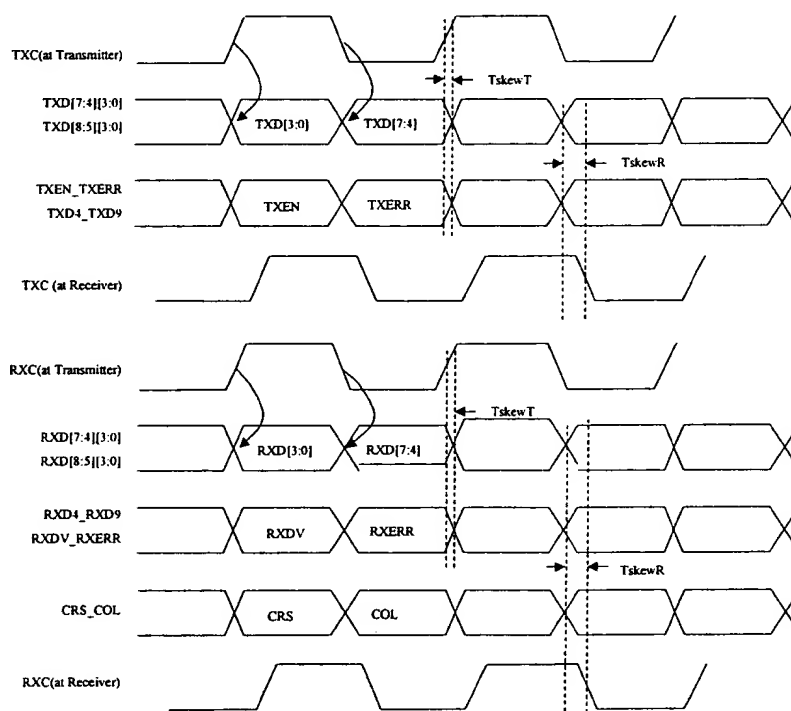 TXC(at Transmitter)
TskewT
TXD[7:4][3:0]
TXD[8:5][3:0]
TXD[3:0]
TXD[7:4]
TskewR
TXEN_TXERR
TXD4_TXD9
TXEN
TXERR
TXC (at Receiver)
RXC(at Transmitter)
TskewT
RXD[7:4][3:0]
RXD[8:5][3:0]
RXD[3:0]
RXD[7:4]
RXD4_RXD9
RXDV_RXERR
RXDV
RXERR
TskewR
CRS_COL
CRS
COL
RXC(at Receiver)